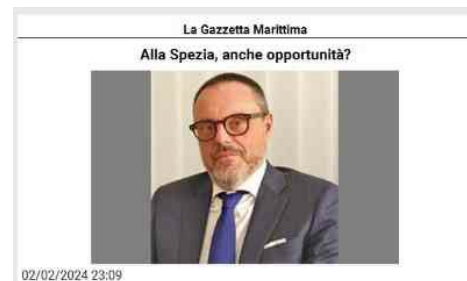 La Gazzetta Marittima
Alla Spezia, anche opportunità?
02/02/2024 23:09